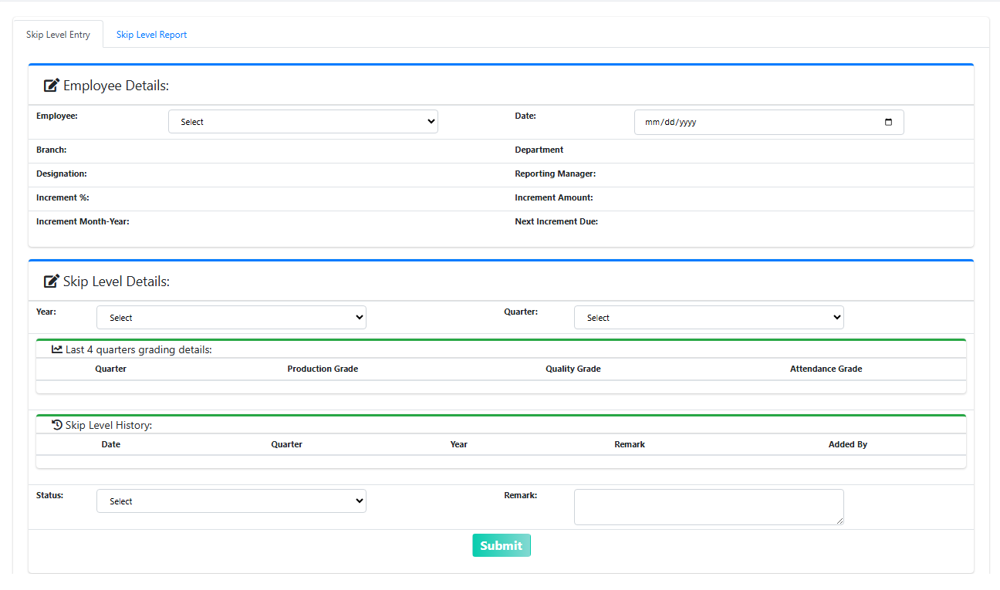 Skip Level Entry Skip Level Report
Employee Details:
Employee: Select Date: mm/dd/yyyy
Branch: Department
Designation: Reporting Manager:
Increment %: Increment Amount:
Increment Month-Year: Next Increment Due:
Skip Level Details:
Year: Select Quarter: Select
Last 4 quarters grading details:
Quarter Production Grade Quality Grade Attendance Grade
Skip Level History:
Date Quarter Year Remark Added By
Status: Select Remark:
Submit